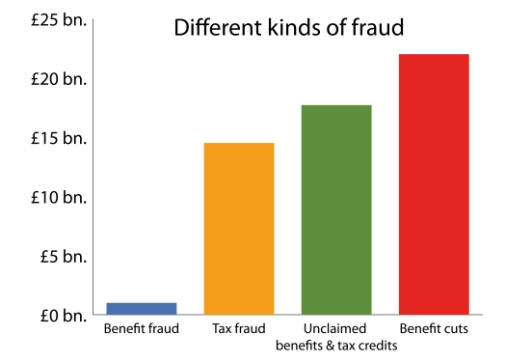 Different kinds of fraud
£25 bn.
£20 bn.
£15 bn.
£10 bn.
£5 bn.
£0 bn.
Benefit fraud
Tax fraud
Unclaimed
benefits & tax credits
Benefit cuts